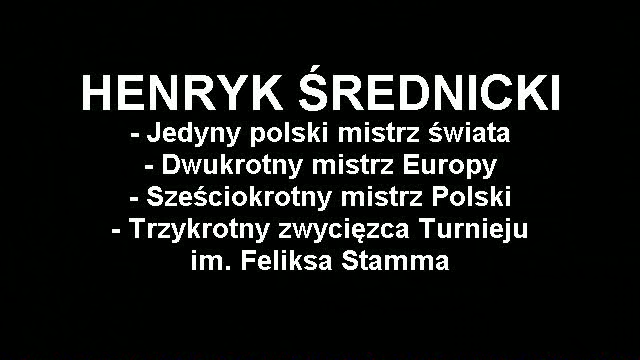 HENRYK ŚREDNICKI
- Jedyny polski mistrz świata
- Dwukrotny mistrz Europy
- Sześciokrotny mistrz Polski
- Trzykrotny zwycięzca Turnieju
im. Feliksa Stamma